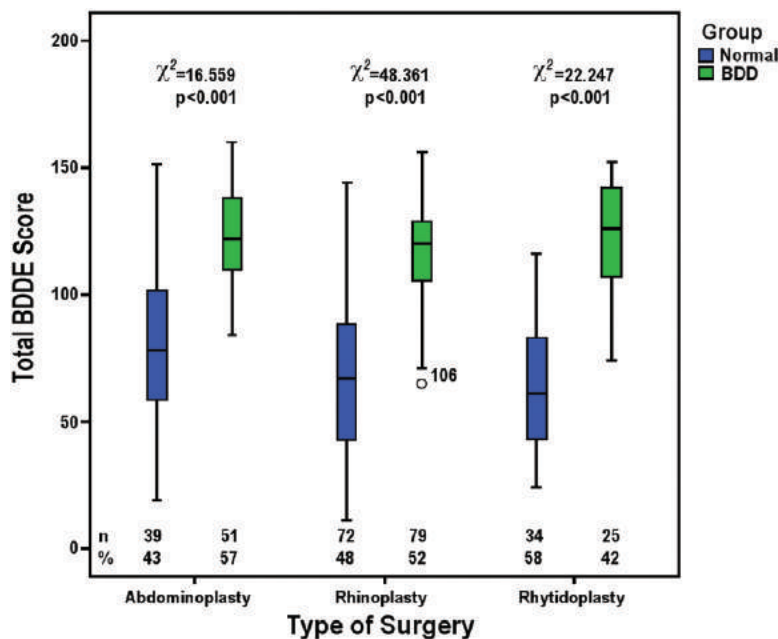 Group
Normal
BDD
200
150
100
50
0
Total BDDE Score
χ²=16.559
p<0.001
χ²=48.361
p<0.001
χ²=22.247
p<0.001
106
n 39 51 72 79 34 25
% 43 57 48 52 58 42
Abdominoplasty Rhinoplasty Rhytidoplasty
Type of Surgery